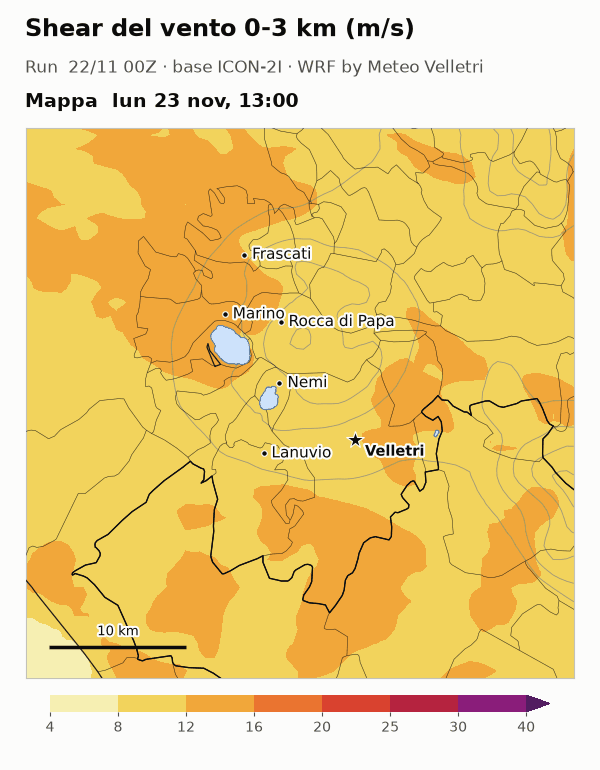 Shear del vento 0-3 km (m/s)
Run  22/11 00Z · base ICON-2I · WRF by Meteo Velletri
Mappa  lun 23 nov, 13:00
Frascati
Marino
Rocca di Papa
Nemi
Velletri
Lanuvio
10 km
4 8 12 16 20 25 30 40